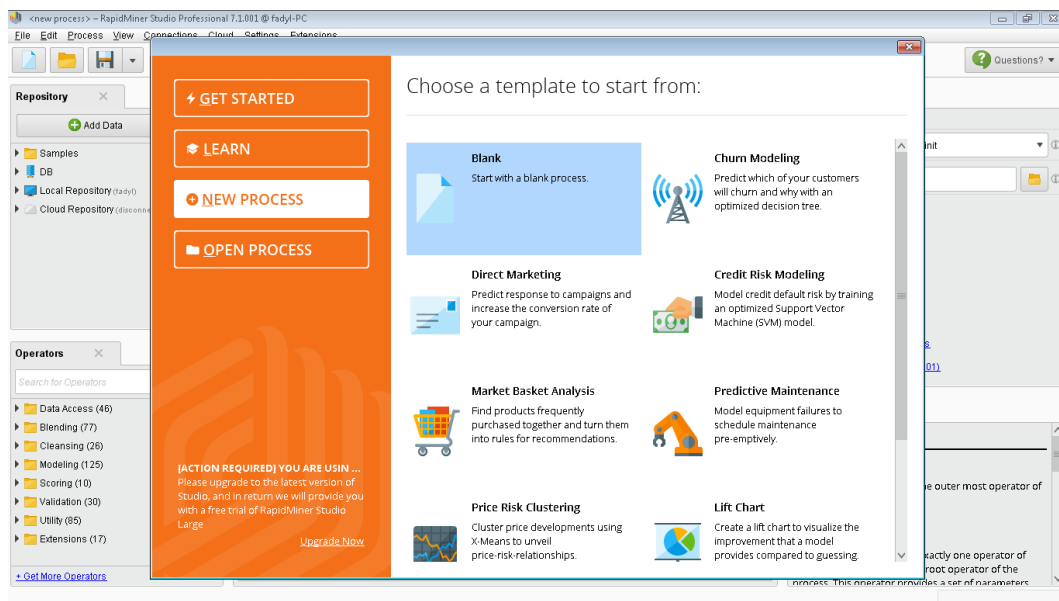 <new process> – RapidMiner Studio Professional 7.1.001 @ fadyl-PC
File Edit Process View Connections Cloud Settings Extensions
Questions?
Repository
Add Data
Samples
DB
Local Repository (fadyl)
Cloud Repository (disconne
Operators
Search for Operators
Data Access (46)
Blending (77)
Cleansing (26)
Modeling (125)
Scoring (10)
Validation (30)
Utility (85)
Extensions (17)
+ Get More Operators
GET STARTED
LEARN
NEW PROCESS
OPEN PROCESS
[ACTION REQUIRED] YOU ARE USIN ...
Please upgrade to the latest version of
Studio, and in return we will provide you
with a free trial of RapidMiner Studio
Large
Upgrade Now
Choose a template to start from:
Blank
Start with a blank process.
Churn Modeling
Predict which of your customers
will churn and why with an
optimized decision tree.
Direct Marketing
Predict response to campaigns and
increase the conversion rate of
your campaign.
Credit Risk Modeling
Model credit default risk by training
an optimized Support Vector
Machine (SVM) model.
Market Basket Analysis
Find products frequently
purchased together and turn them
into rules for recommendations.
Predictive Maintenance
Model equipment failures to
schedule maintenance
pre-emptively.
Price Risk Clustering
Cluster price developments using
X-Means to unveil
price-risk-relationships.
Lift Chart
Create a lift chart to visualize the
improvement that a model
provides compared to guessing.
init
s
01)
e outer most operator of
xactly one operator of
root operator of the
process. This operator provides a set of parameters